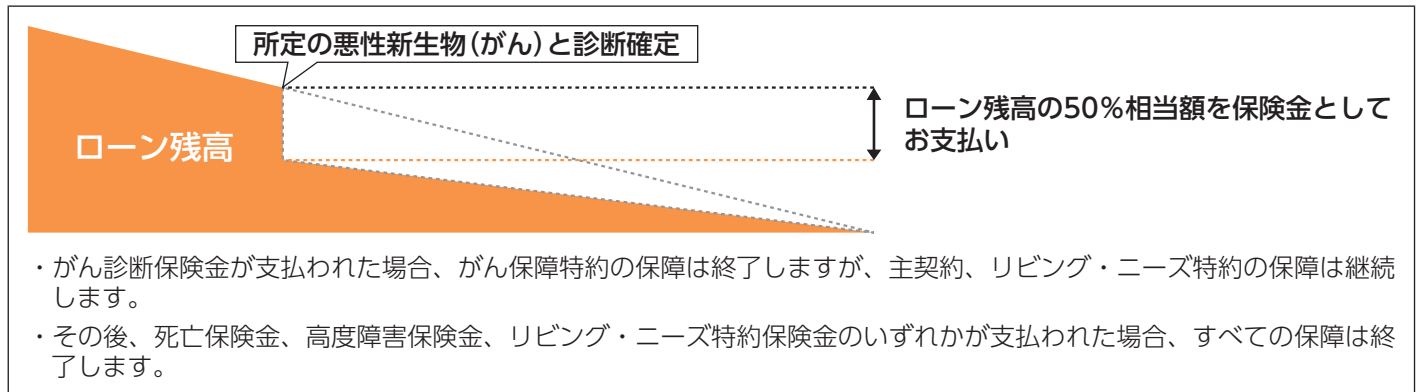 所定の悪性新生物(がん)と診断確定
ローン残高の50%相当額を保険金として
お支払い
ローン残高
・がん診断保険金が支払われた場合、がん保障特約の保障は終了しますが、主契約、リビング・ニーズ特約の保障は継続
します。
・その後、死亡保険金、高度障害保険金、リビング・ニーズ特約保険金のいずれかが支払われた場合、すべての保障は終
了します。